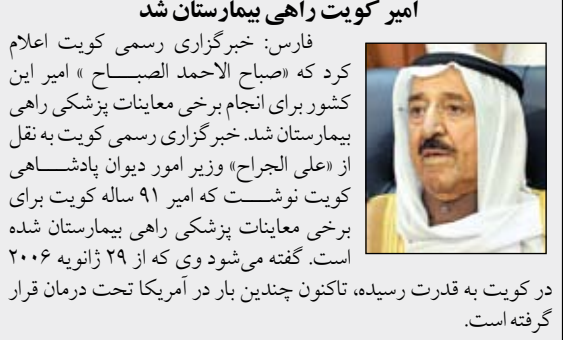 امیر کویت راهی بیمارستان شد
فارس: خبرگزاری رسمی کویت اعلام
کرد که «صباح الاحمد الصبـــاح » امیر این
کشور برای انجام برخی معاینات پزشکی راهی
بیمارستان شد. خبرگزاری رسمی کویت به نقل
از «علی الجراح» وزیر امور دیوان پادشـــاهی
کویت نوشـــت که امیر ۹۱ ساله کویت برای
برخی معاینات پزشکی راهی بیمارستان شده
است. گفته می‌شود وی که از ۲۹ ژانویه ۲۰۰۶
در کویت به قدرت رسیده، تاکنون چندین بار در آمریکا تحت درمان قرار
گرفته است.